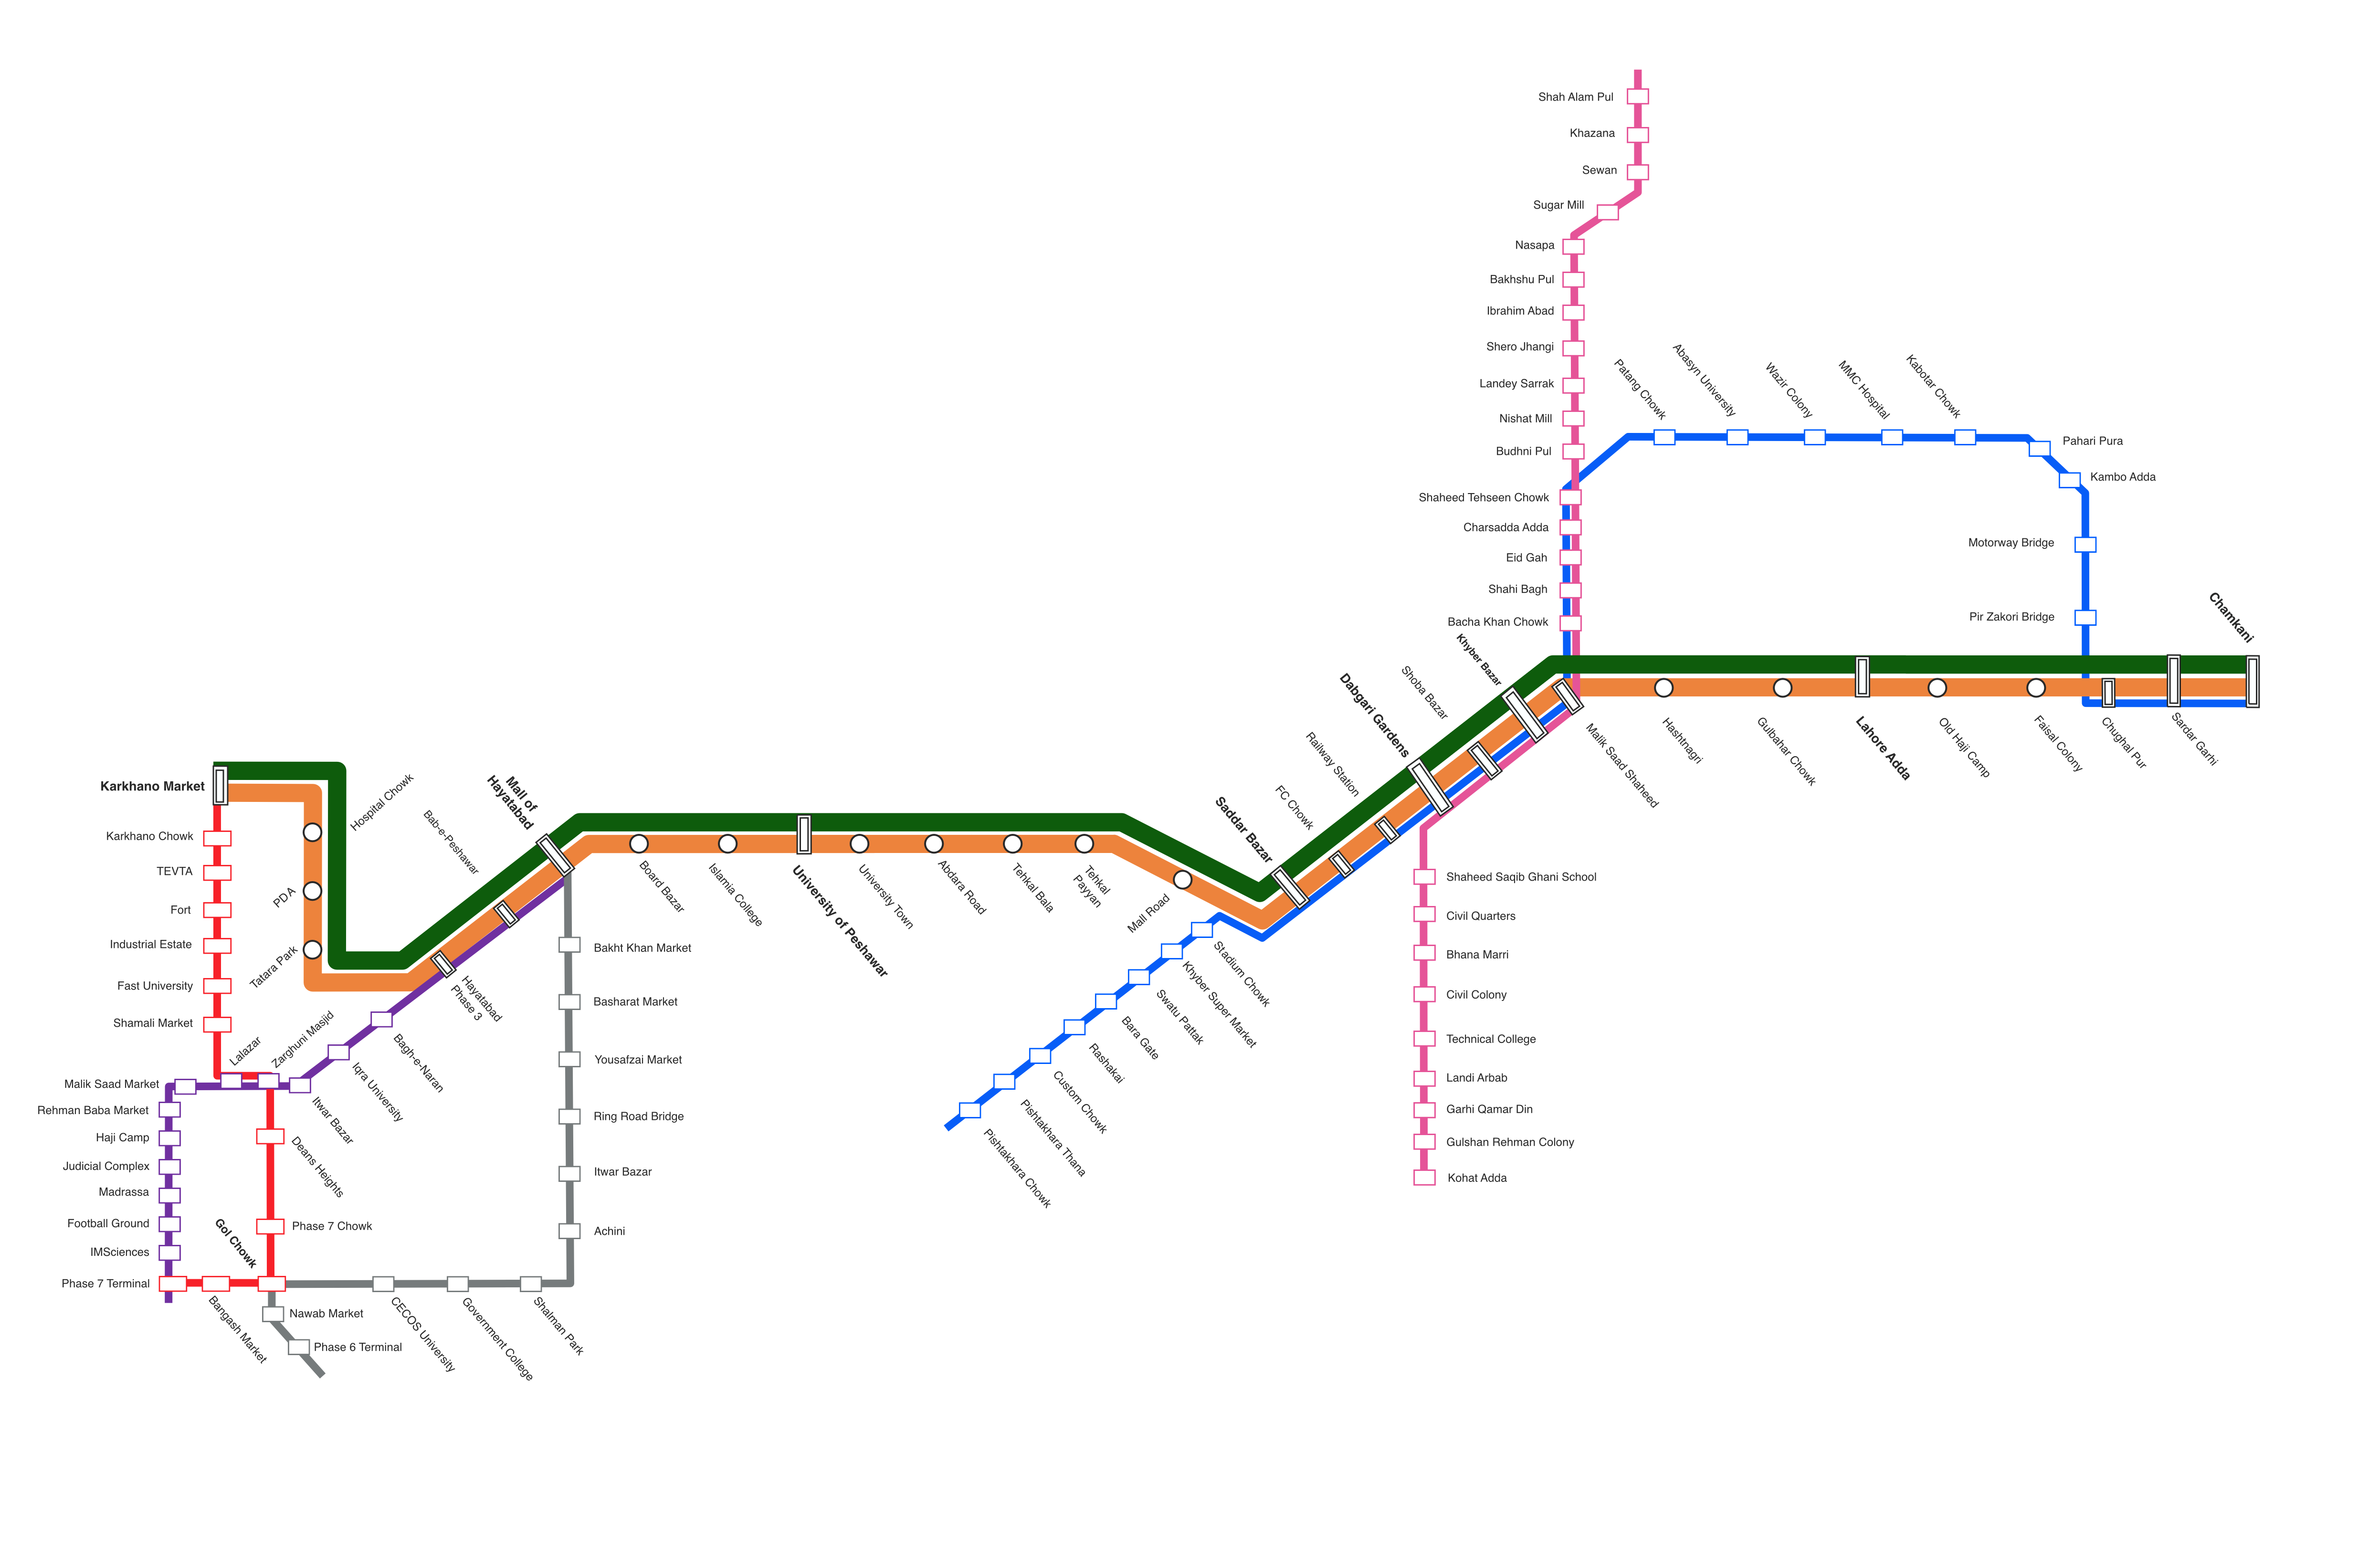 Shah Alam Pul
Khazana
Sewan
Sugar Mill
Nasapa
Bakhshu Pul
Ibrahim Abad
Shero Jhangi
Landey Sarrak
Nishat Mill
Budhni Pul
Shaheed Tehseen Chowk
Charsadda Adda
Eid Gah
Shahi Bagh
Bacha Khan Chowk
Patang Chowk
Abasyn University
Wazir Colony
MMC Hospital
Kabotar Chowk
Pahari Pura
Kambo Adda
Motorway Bridge
Pir Zakori Bridge
Chamkani
Khyber Bazar
Shoba Bazar
Dabgari Gardens
Railway Station
FC Chowk
Saddar Bazar
Malik Saad Shaheed
Hashtnagri
Gulbahar Chowk
Lahore Adda
Old Haji Camp
Faisal Colony
Chughal Pur
Sardar Garhi
Karkhano Market
Hospital Chowk
PDA
Tatara Park
Bab-e-Peshawar
Mall of
Hayatabad
Hayatabad
Phase 3
Board Bazar
Islamia College
University of Peshawar
University Town
Abdara Road
Tehkal Bala
Tehkal
Payyan
Mall Road
Karkhano Chowk
TEVTA
Fort
Industrial Estate
Fast University
Shamali Market
Lalazar
Zarghuni Masjid
Malik Saad Market
Rehman Baba Market
Haji Camp
Judicial Complex
Madrassa
Football Ground
IMSciences
Phase 7 Terminal
Bagh-e-Naran
Iqra University
Itwar Bazar
Deans Heights
Phase 7 Chowk
Gol Chowk
Bangash Market
Nawab Market
Phase 6 Terminal
CECOS University
Government College
Shalman Park
Bakht Khan Market
Basharat Market
Yousafzai Market
Ring Road Bridge
Itwar Bazar
Achini
Stadium Chowk
Khyber Super Market
Swatu Pattak
Bara Gate
Rashakai
Custom Chowk
Pishtakhara Thana
Pishtakhara Chowk
Shaheed Saqib Ghani School
Civil Quarters
Bhana Marri
Civil Colony
Technical College
Landi Arbab
Garhi Qamar Din
Gulshan Rehman Colony
Kohat Adda